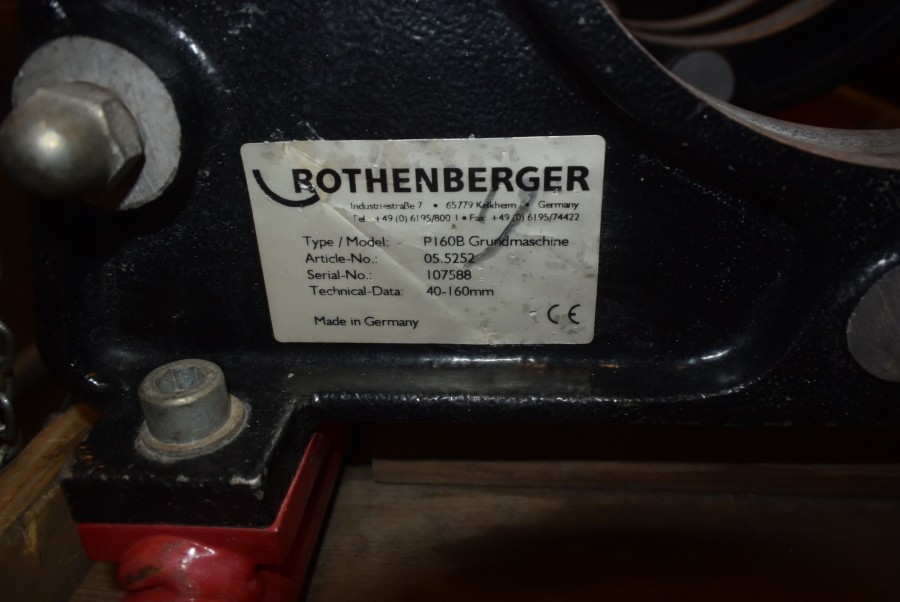 ROTHENBERGER
Industriestraße 7 • 65779 Kelkheim • Germany
Tel. +49 (0) 6195/800 1 • Fax +49 (0) 6195/74422
Type / Model: P160B Grundmaschine
Article-No.: 05.5252
Serial-No.: 107588
Technical-Data: 40-160mm
Made in Germany CE